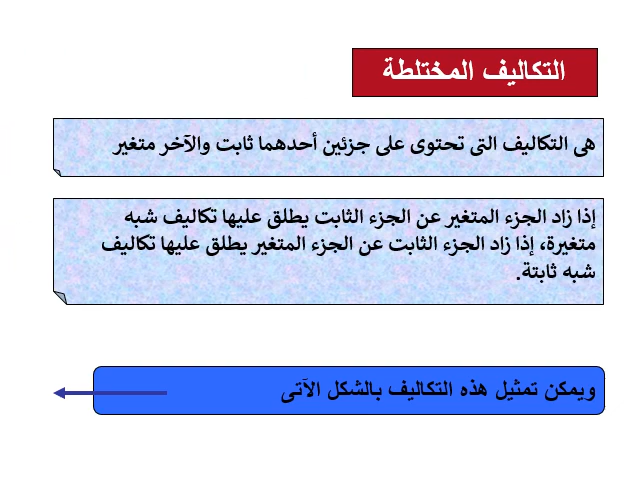 التكاليف المختلطة
هى التكاليف التى تحتوى على جزئين أحدهما ثابت والآخر متغير
إذا زاد الجزء المتغير عن الجزء الثابت يطلق عليها تكاليف شبه
متغيرة، إذا زاد الجزء الثابت عن الجزء المتغير يطلق عليها تكاليف
شبه ثابتة.
ويمكن تمثيل هذه التكاليف بالشكل الآتى